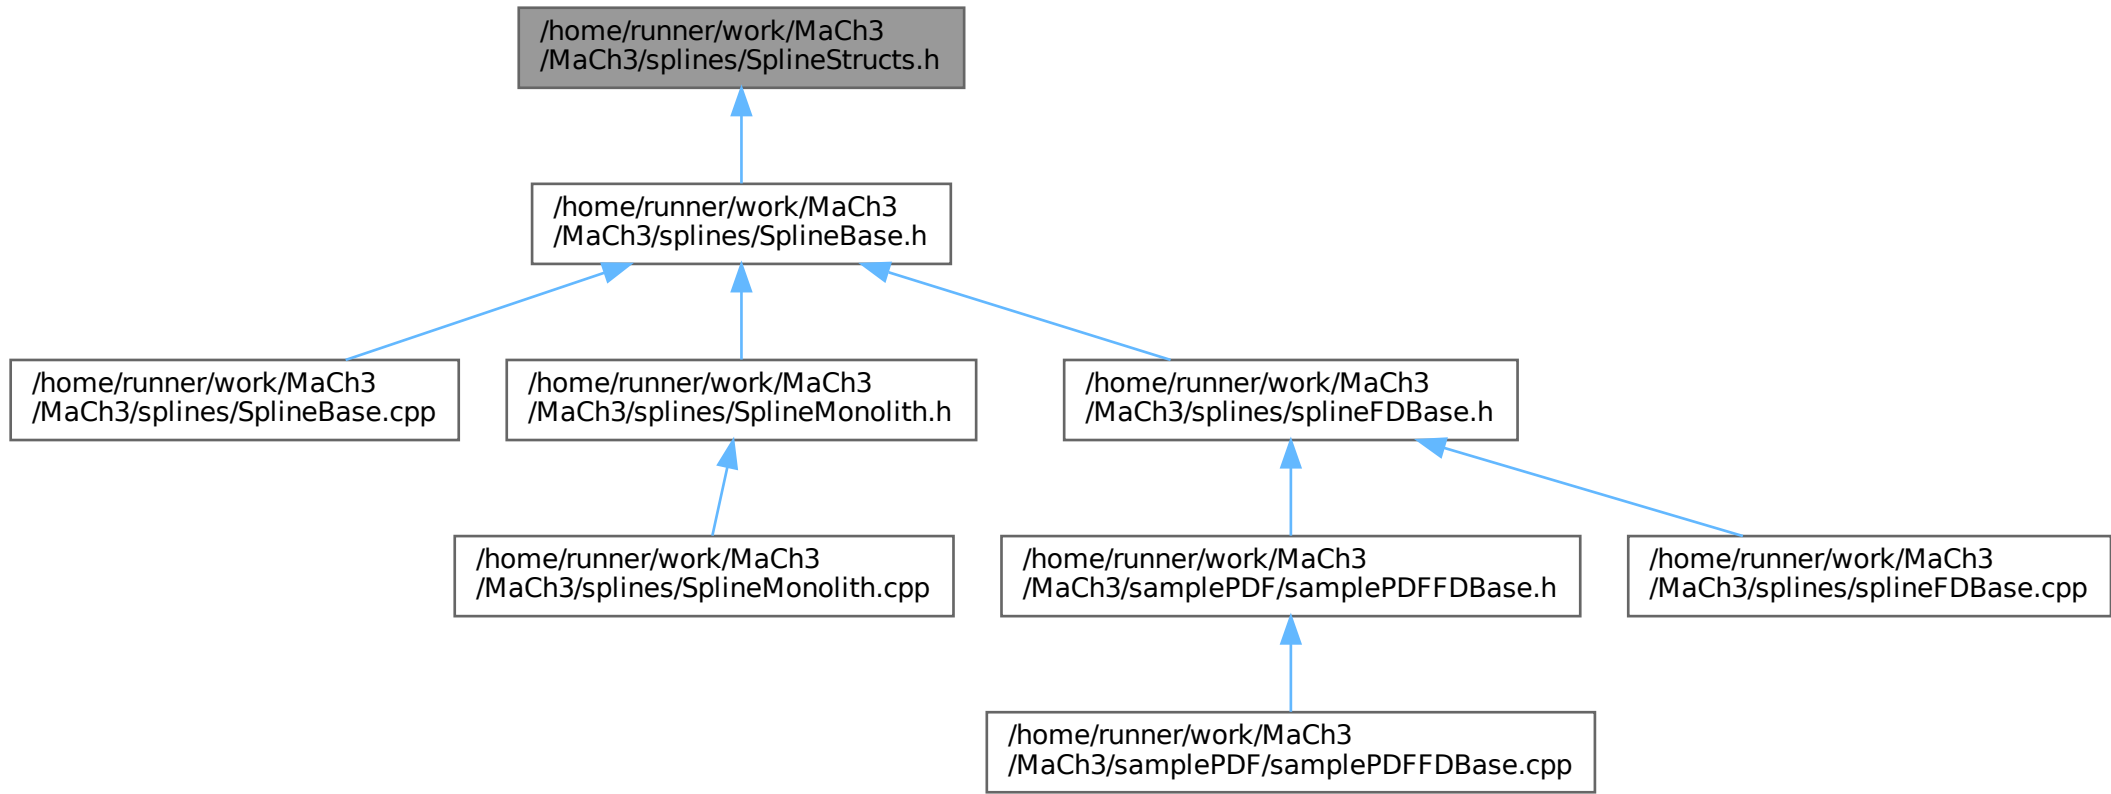 /home/runner/work/MaCh3
/MaCh3/splines/SplineStructs.h
/home/runner/work/MaCh3
/MaCh3/splines/SplineBase.h
/home/runner/work/MaCh3
/MaCh3/splines/SplineBase.cpp
/home/runner/work/MaCh3
/MaCh3/splines/SplineMonolith.h
/home/runner/work/MaCh3
/MaCh3/splines/splineFDBase.h
/home/runner/work/MaCh3
/MaCh3/splines/SplineMonolith.cpp
/home/runner/work/MaCh3
/MaCh3/samplePDF/samplePDFFDBase.h
/home/runner/work/MaCh3
/MaCh3/splines/splineFDBase.cpp
/home/runner/work/MaCh3
/MaCh3/samplePDF/samplePDFFDBase.cpp